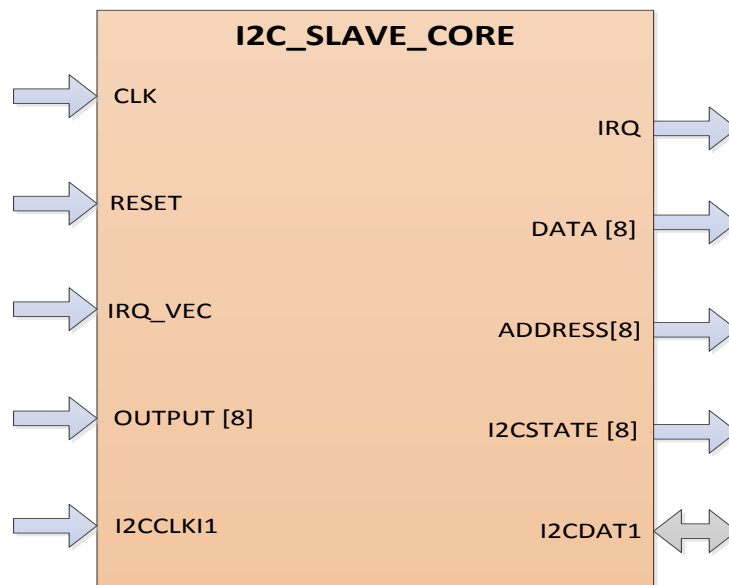 I2C_SLAVE_CORE
CLK
IRQ
RESET
DATA [8]
IRQ_VEC
ADDRESS[8]
OUTPUT [8]
I2CSTATE [8]
I2CCLKI1
I2CDAT1